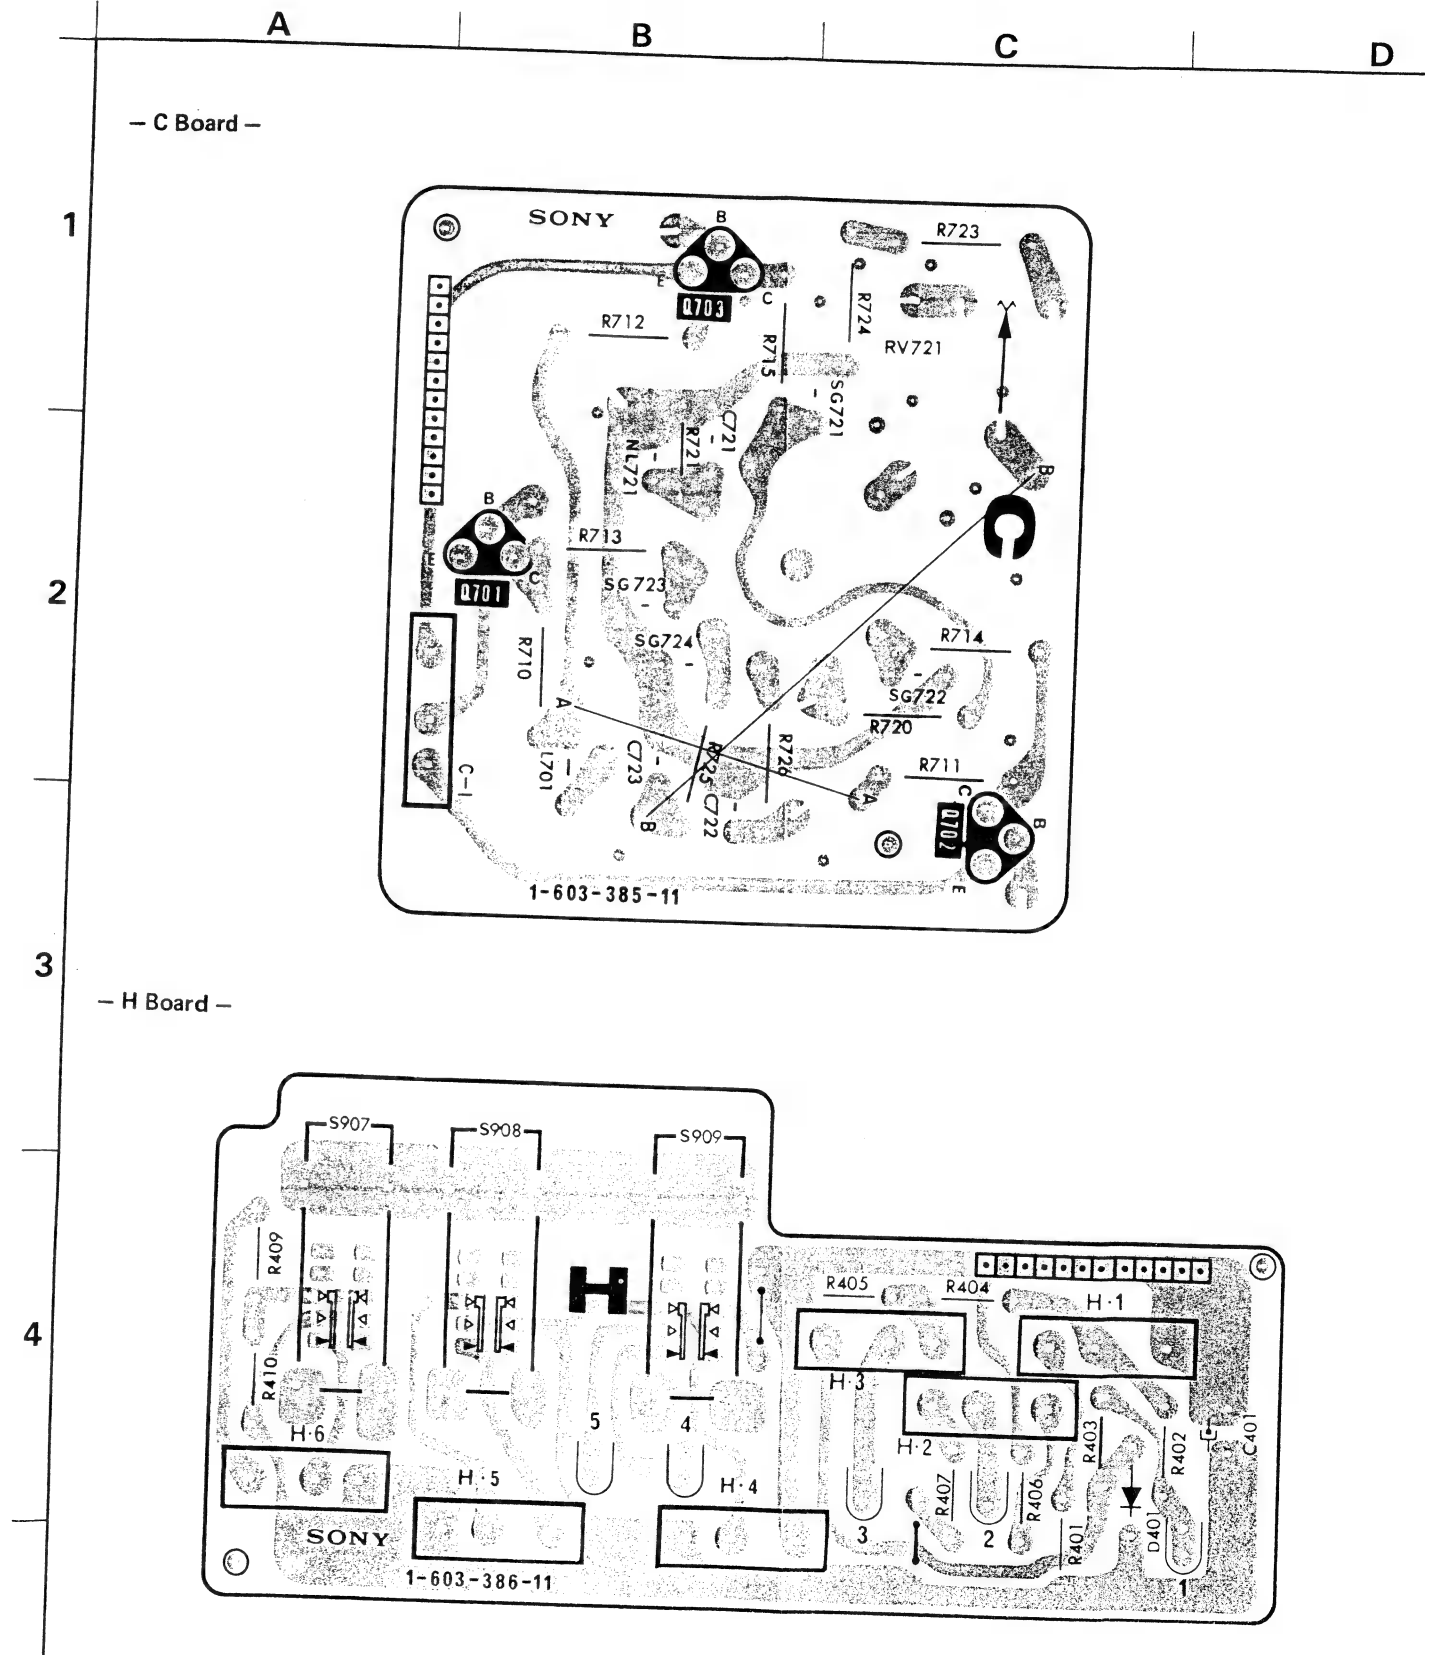 A B C D
— C Board —
1
SONY
B
E
C
Q703
R723
R712
R715
R724
RV721
SG721
C721
R721
NL721
B
B
C
Q701
R713
C
2
SG723
SG724
R714
R710
A
SG722
R720
L701
C723
R725
R726
C722
R711
A
B
C-1
C
B
E
Q702
1-603-385-11
3
— H Board —
S907
S908
S909
R409
H
R405
R404
H·1
4
R410
H·3
5
4
H·6
H·2
R403
R402
C401
H·5
H·4
R407
R406
SONY
3
2
R401
D401
1
1-603-386-11